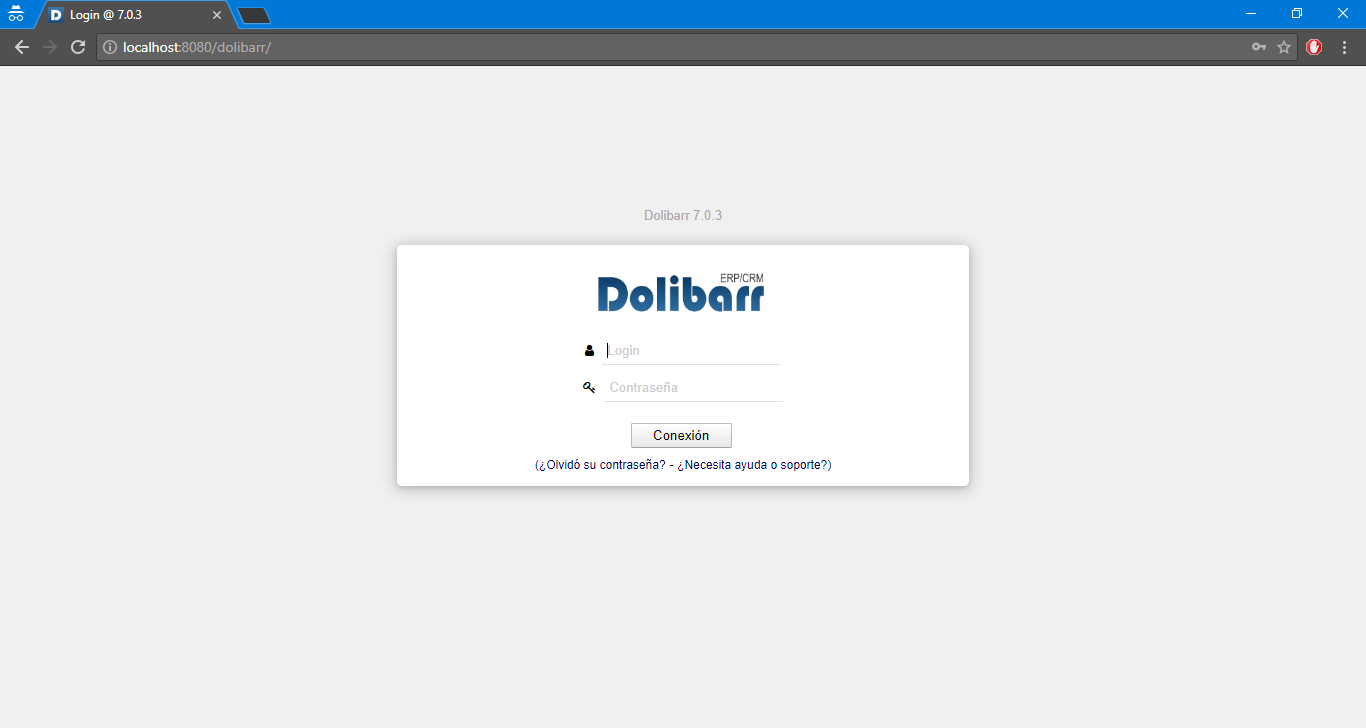 Login @ 7.0.3
localhost:8080/dolibarr/
Dolibarr 7.0.3
ERP/CRM
Dolibarr
Login
Contraseña
Conexión
(¿Olvidó su contraseña? - ¿Necesita ayuda o soporte?)